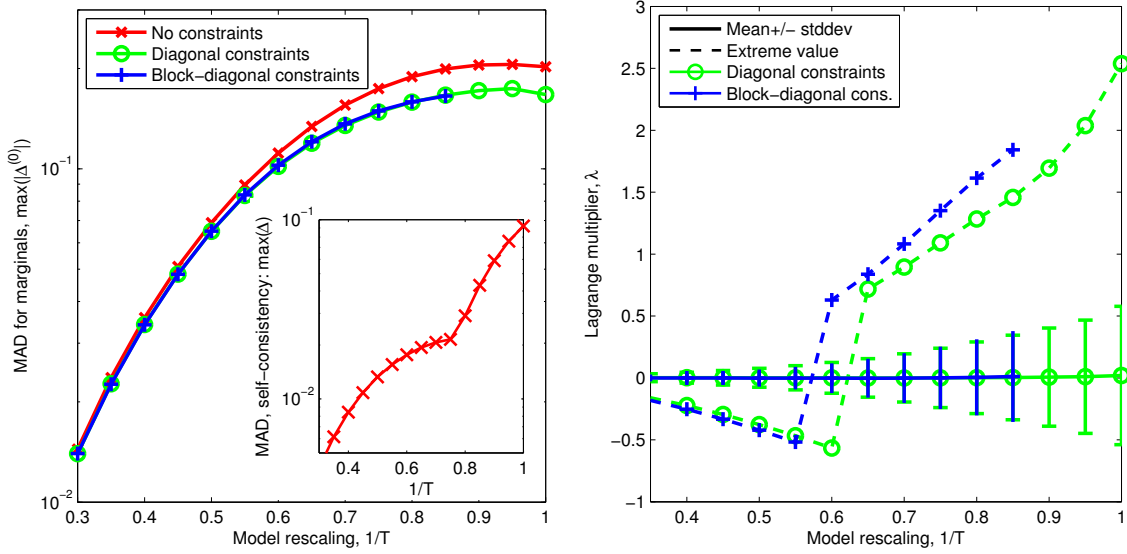 No constraints
Diagonal constraints
Block−diagonal constraints
MAD for marginals, max(|Δ(0)|)
10−1
10−2
0.3 0.4 0.5 0.6 0.7 0.8 0.9 1
Model rescaling, 1/T
MAD, self−consistency: max(Δ)
10−1
10−2
0.4 0.6 0.8 1
1/T
Mean+/− stddev
Extreme value
Diagonal constraints
Block−diagonal cons.
Lagrange multiplier, λ
3
2.5
2
1.5
1
0.5
0
−0.5
−1
0.4 0.5 0.6 0.7 0.8 0.9 1
Model rescaling, 1/T